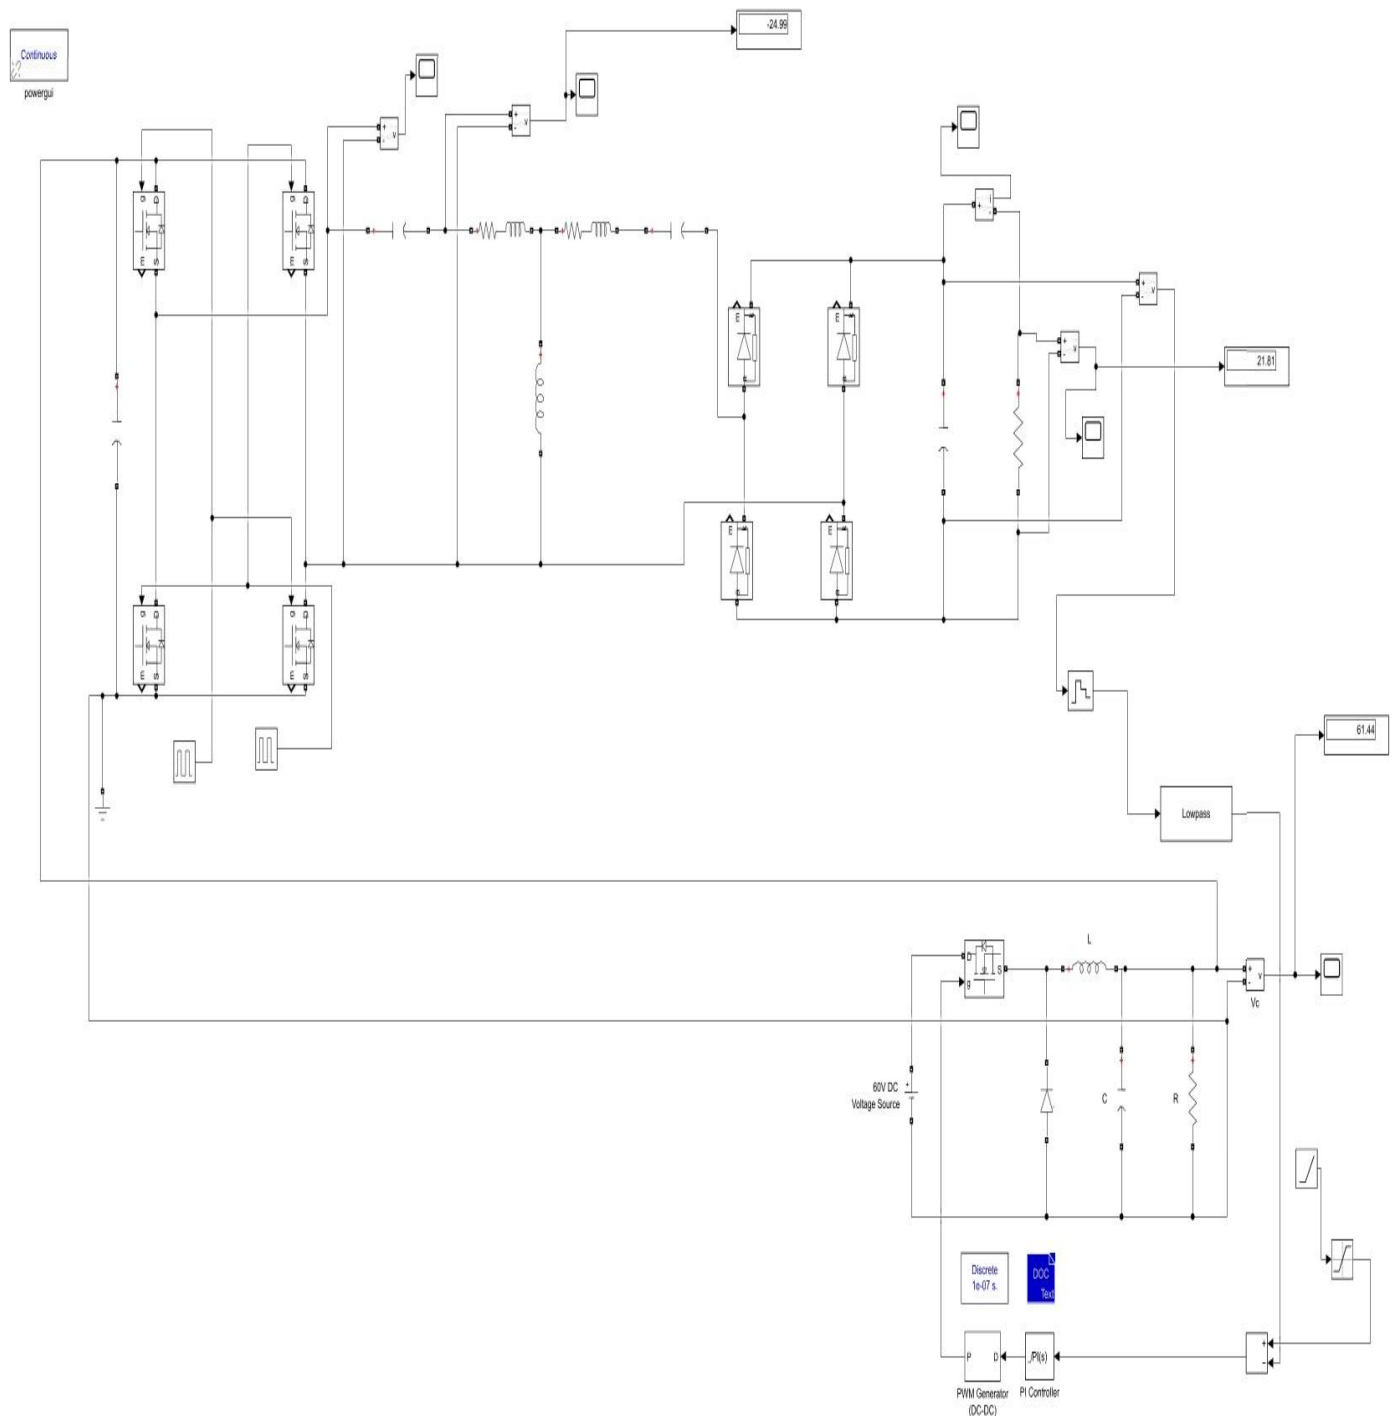 Continuous
powergui
-24.99
21.81
61.44
Lowpass
L
Vc
60V DC
Voltage Source
C
R
Discrete
1e-07 s.
DOC
Text
P
D
PI(s)
PWM Generator
(DC-DC)
PI Controller